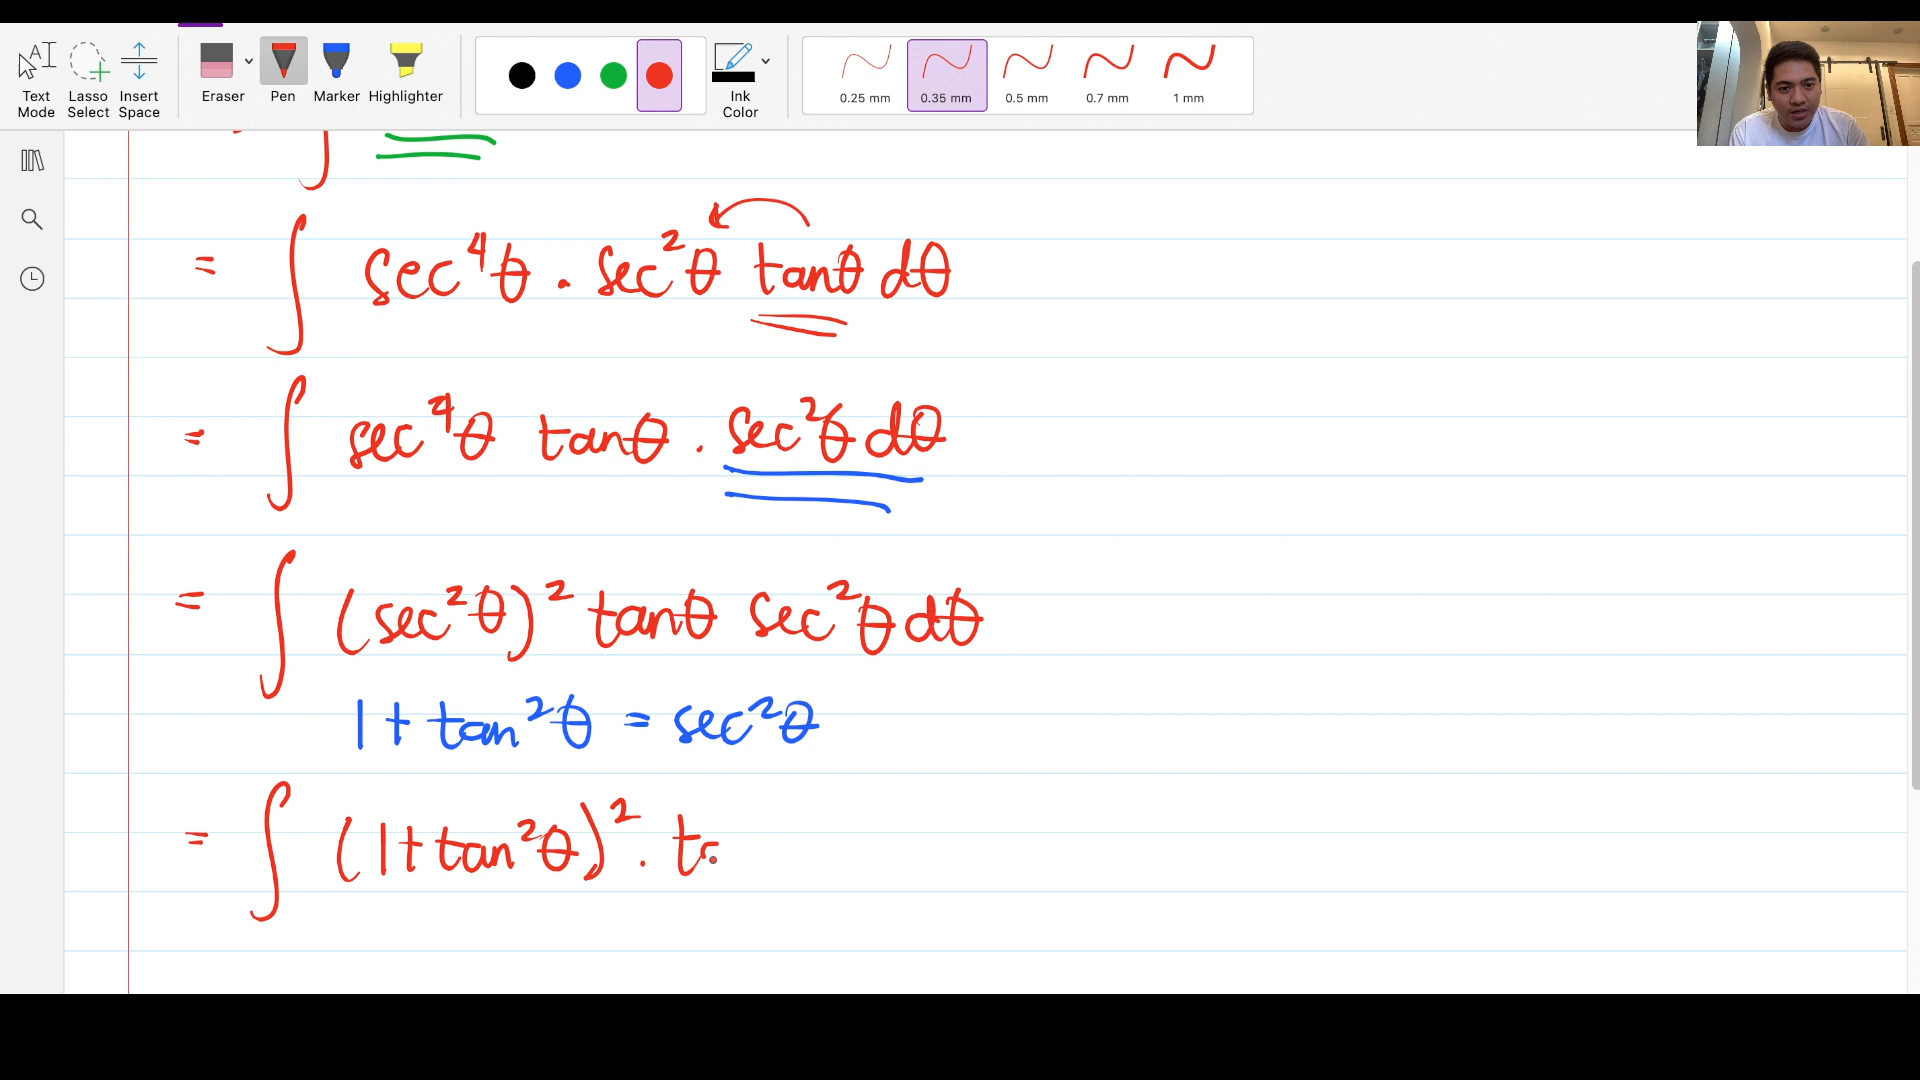 Text Mode
Lasso Select
Insert Space
Eraser
Pen
Marker
Highlighter
Ink Color
0.25 mm
0.35 mm
0.5 mm
0.7 mm
1 mm
= ∫ sec⁴θ · sec²θ tanθ dθ
= ∫ sec⁴θ tanθ · sec²θ dθ
= ∫ (sec²θ)² tanθ sec²θ dθ
1 + tan²θ = sec²θ
= ∫ (1 + tan²θ)² · ta